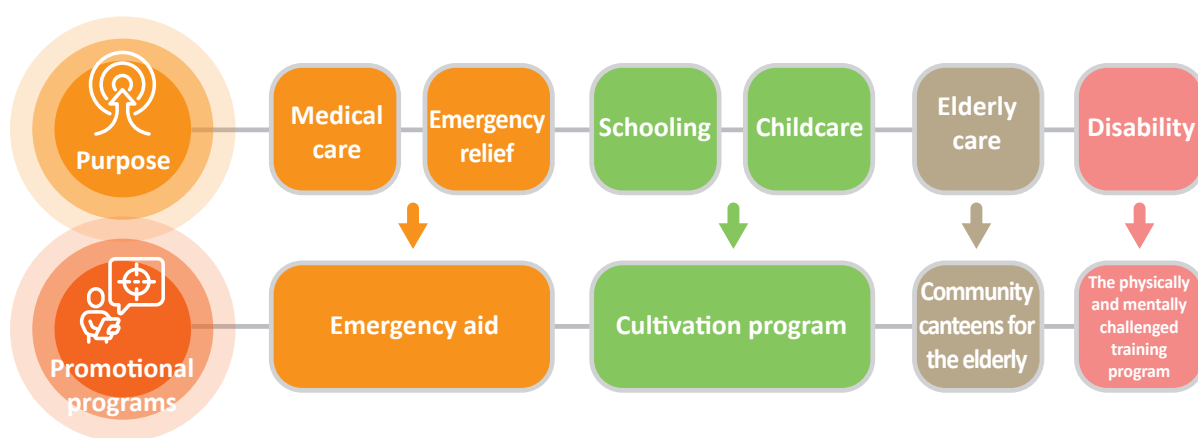 Purpose
Medical
care
Emergency
relief
Schooling
Childcare
Elderly
care
Disability
Promotional
programs
Emergency aid
Cultivation program
Community
canteens for
the elderly
The physically
and mentally
challenged
training
program